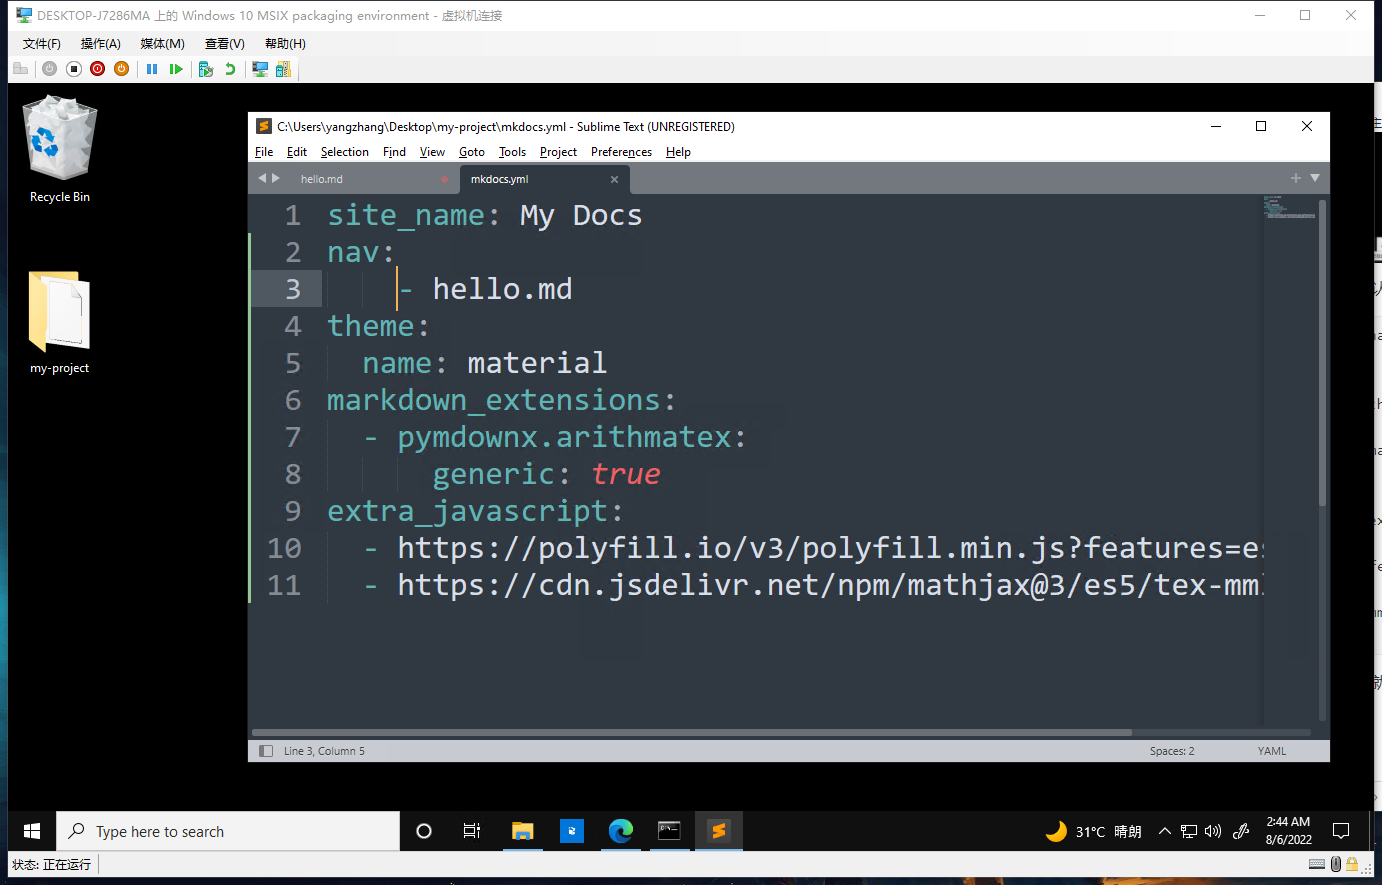 DESKTOP-J7286MA 上的 Windows 10 MSIX packaging environment - 虚拟机连接
文件(F) 操作(A) 媒体(M) 查看(V) 帮助(H)
Recycle Bin
my-project
C:\Users\yangzhang\Desktop\my-project\mkdocs.yml - Sublime Text (UNREGISTERED)
File Edit Selection Find View Goto Tools Project Preferences Help
hello.md mkdocs.yml
1 site_name: My Docs
2 nav:
3 - hello.md
4 theme:
5 name: material
6 markdown_extensions:
7 - pymdownx.arithmatex:
8 generic: true
9 extra_javascript:
10 - https://polyfill.io/v3/polyfill.min.js?features=es
11 - https://cdn.jsdelivr.net/npm/mathjax@3/es5/tex-mm
Line 3, Column 5 Spaces: 2 YAML
Type here to search
31°C 晴朗
2:44 AM
8/6/2022
状态: 正在运行